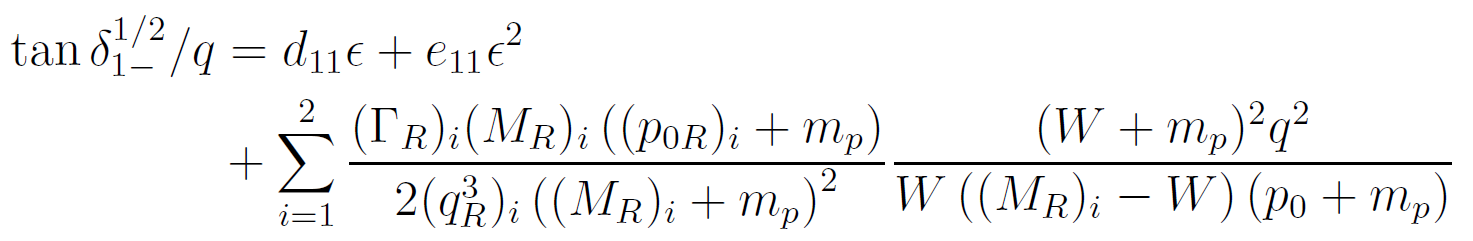 tan δ_{1−}^{1/2}/q = d_{11}ϵ + e_{11}ϵ^2
+ \sum_{i=1}^{2} \frac{(Γ_R)_i(M_R)_i((p_{0R})_i + m_p)}{2(q_R^3)_i((M_R)_i + m_p)^2} \frac{(W + m_p)^2 q^2}{W((M_R)_i − W)(p_0 + m_p)}